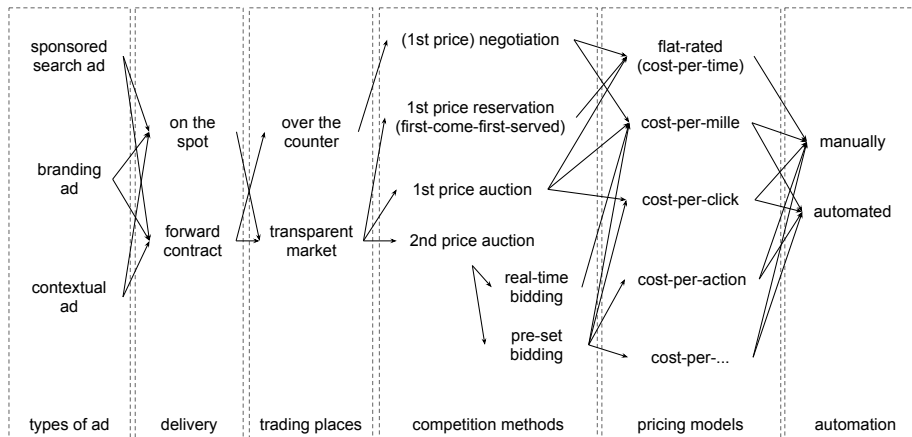 sponsored
search ad
branding
ad
contextual
ad
types of ad
on the
spot
forward
contract
delivery
over the
counter
transparent
market
trading places
(1st price) negotiation
1st price reservation
(first-come-first-served)
1st price auction
2nd price auction
real-time
bidding
pre-set
bidding
competition methods
flat-rated
(cost-per-time)
cost-per-mille
cost-per-click
cost-per-action
cost-per-...
pricing models
manually
automated
automation